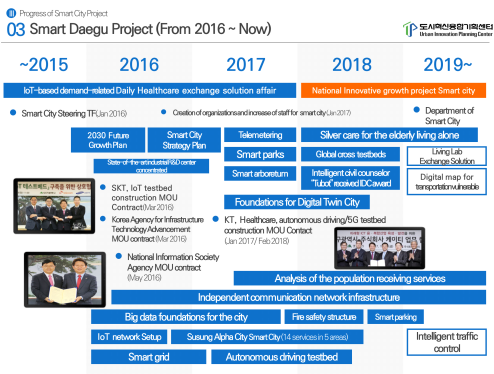 III Progress of Smart City Project
03 Smart Daegu Project (From 2016 ~ Now)
도시혁신융합기획센터
Urban Innovation Planning Center
~2015
2016
2017
2018
2019~
IoT-based demand-related Daily Healthcare exchange solution affair
National Innovative growth project Smart city
Smart City Steering TF(Jan 2016)
Creation of organizations and increase of staff for smart city(Jan 2017)
Department of
Smart City
2030 Future
Growth Plan
Smart City
Strategy Plan
Telemetering
Silver care for the elderly living alone
State-of-the-art industrial R&D center
concentrated
Smart parks
Global cross testbeds
Living Lab
Exchange Solution
Smart arboretum
Intelligent civil counselor
"Tubot" received IDC award
Digital map for
transportation vulnerable
SKT, IoT testbed
construction MOU
Contract(Mar 2016)
Foundations for Digital Twin City
Korea Agency for Infrastructure
Technology Advancement
MOU contract(Mar 2016)
KT, Healthcare, autonomous driving/5G testbed
construction MOU Contact
(Jan 2017/ Feb 2018)
National Information Society
Agency MOU contract
(May 2016)
Analysis of the population receiving services
Independent communication network infrastructure
Big data foundations for the city
Fire safety structure
Smart parking
IoT network Setup
Susung Alpha City Smart City (14 services in 5 areas)
Intelligent traffic
control
Smart grid
Autonomous driving testbed